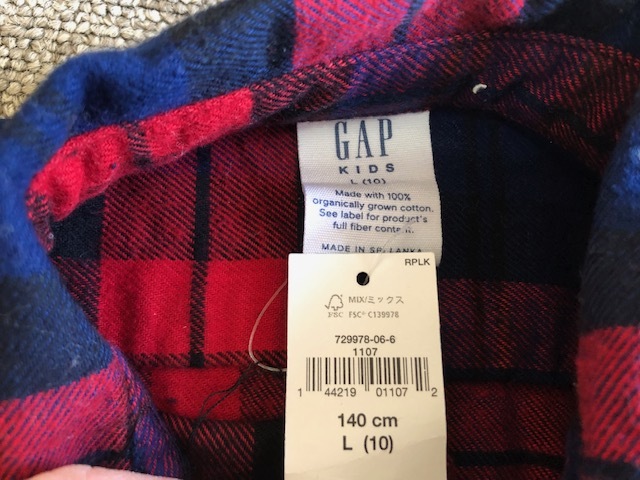 GAP
KIDS
L (10)
Made with 100%
organically grown cotton.
See label for product's
full fiber content.
MADE IN SRI LANKA
RPLK
FSC
MIX/ミックス
FSC® C139978
729978-06-6
1107
1 44219 01107 2
140 cm
L (10)